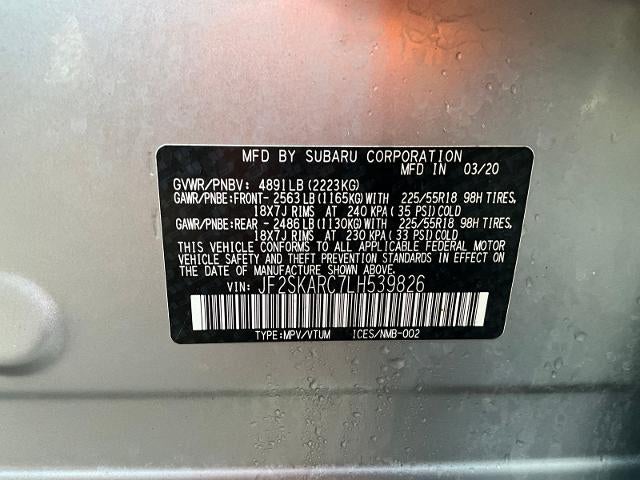 MFD BY SUBARU CORPORATION
MFD IN 03/20
GVWR/PNBV: 4891LB (2223KG)
GAWR/PNBE:FRONT- 2563LB (1165KG)WITH 225/55R18 98H TIRES,
18X7J RIMS AT 240 KPA (35 PSI)COLD
GAWR/PNBE:REAR - 2486LB (1130KG)WITH 225/55R18 98H TIRES,
18X7J RIMS AT 230 KPA (33 PSI)COLD
THIS VEHICLE CONFORMS TO ALL APPLICABLE FEDERAL MOTOR
VEHICLE SAFETY AND THEFT PREVENTION STANDARDS IN EFFECT ON
THE DATE OF MANUFACTURE SHOWN ABOVE.
VIN: JF2SKARC7LH539826
TYPE:MPV/VTUM ICES/NMB-002